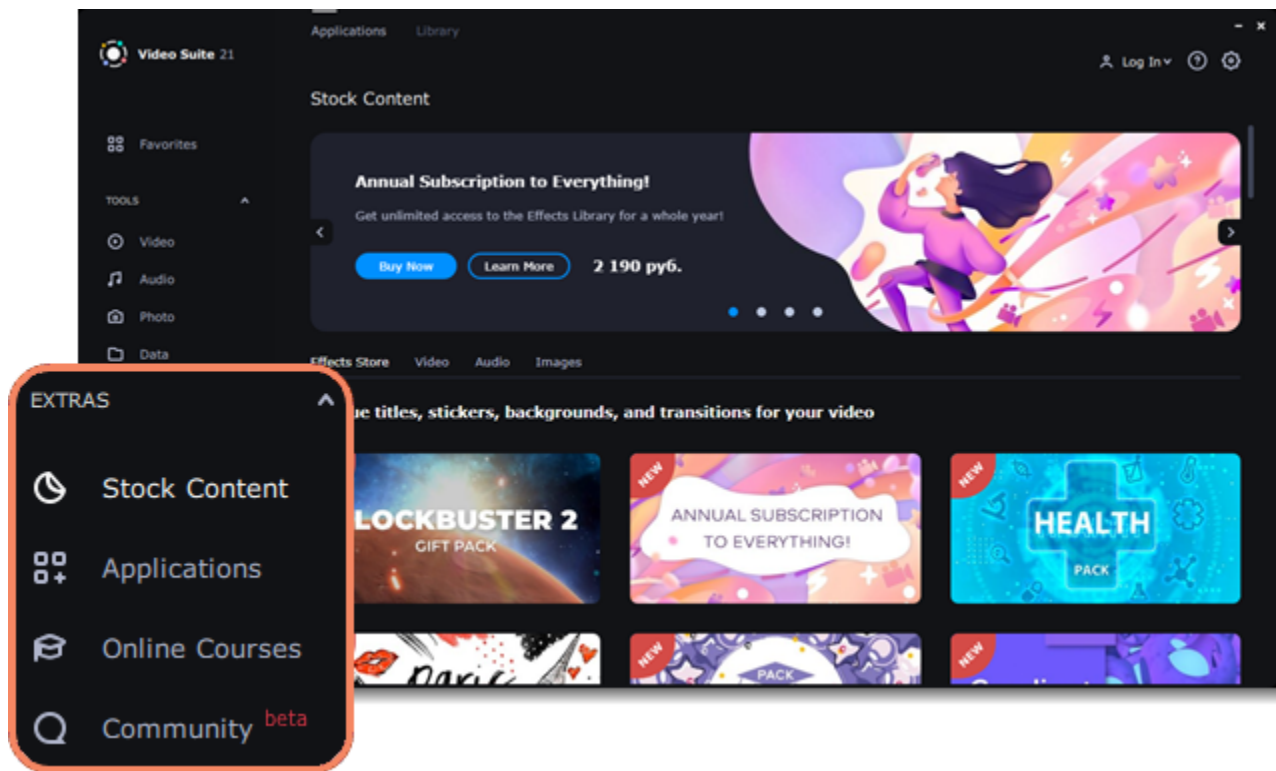 Applications Library
Video Suite 21
Log In
Stock Content
Favorites
TOOLS
Video
Audio
Photo
Data
Annual Subscription to Everything!
Get unlimited access to the Effects Library for a whole year!
Buy Now Learn More 2 190 руб.
Effects Store Video Audio Images
titles, stickers, backgrounds, and transitions for your video
EXTRAS
Stock Content
Applications
Online Courses
Community beta
LOCKBUSTER 2
GIFT PACK
NEW
ANNUAL SUBSCRIPTION
TO EVERYTHING!
NEW
HEALTH
PACK
NEW
PACK
NEW